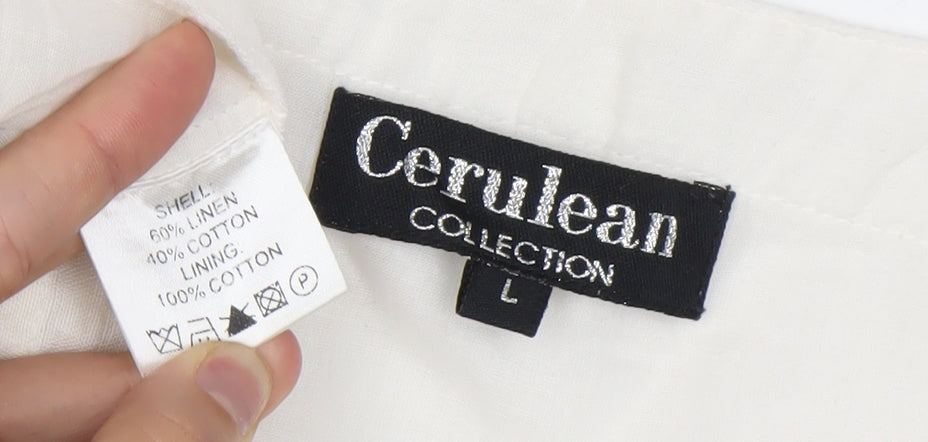 SHELL:
60% LINEN
40% COTTON
LINING:
100% COTTON
P
Cerulean
COLLECTION
L